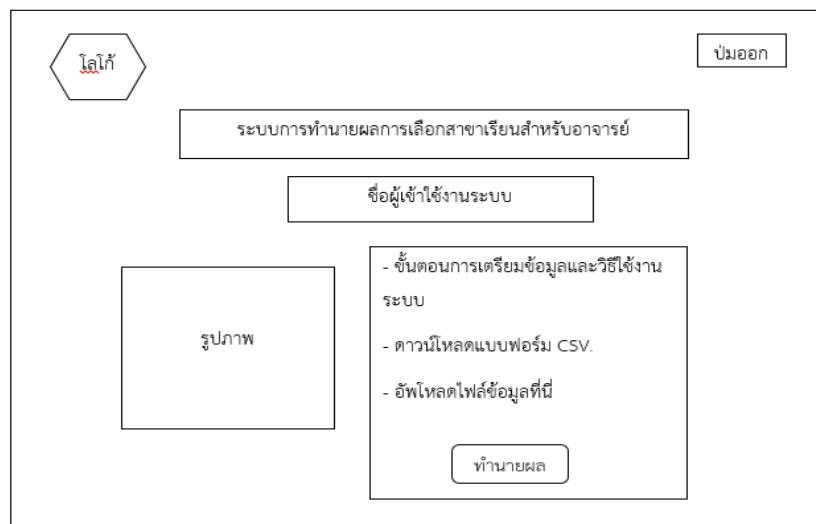 โลโก้
ปุ่มออก
ระบบการทำนายผลการเลือกสาขาเรียนสำหรับอาจารย์
ชื่อผู้เข้าใช้งานระบบ
- ขั้นตอนการเตรียมข้อมูลและวิธีใช้งาน
ระบบ
รูปภาพ
- ดาวน์โหลดแบบฟอร์ม CSV.
- อัพโหลดไฟล์ข้อมูลที่นี่
ทำนายผล